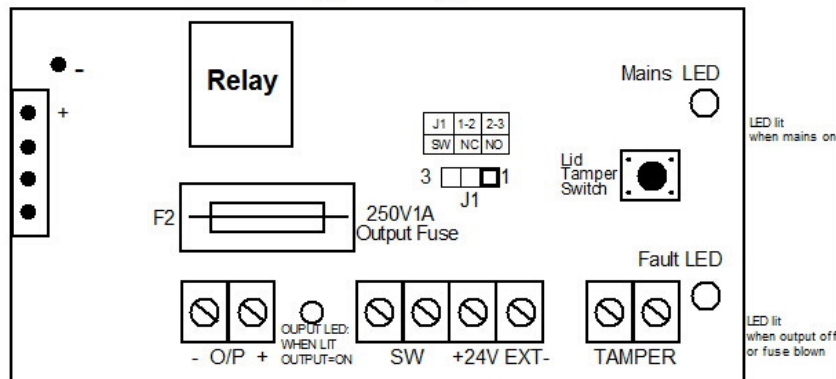 -
+
Relay
Mains LED
LED lit
when mains on
J1 1-2 2-3
SW NC NO
3 1
J1
Lid
Tamper
Switch
F2
250V1A
Output Fuse
Fault LED
LED lit
when output off
or fuse blown
OUPUT LED:
WHEN LIT
OUTPUT=ON
- O/P +
SW
+24V EXT-
TAMPER